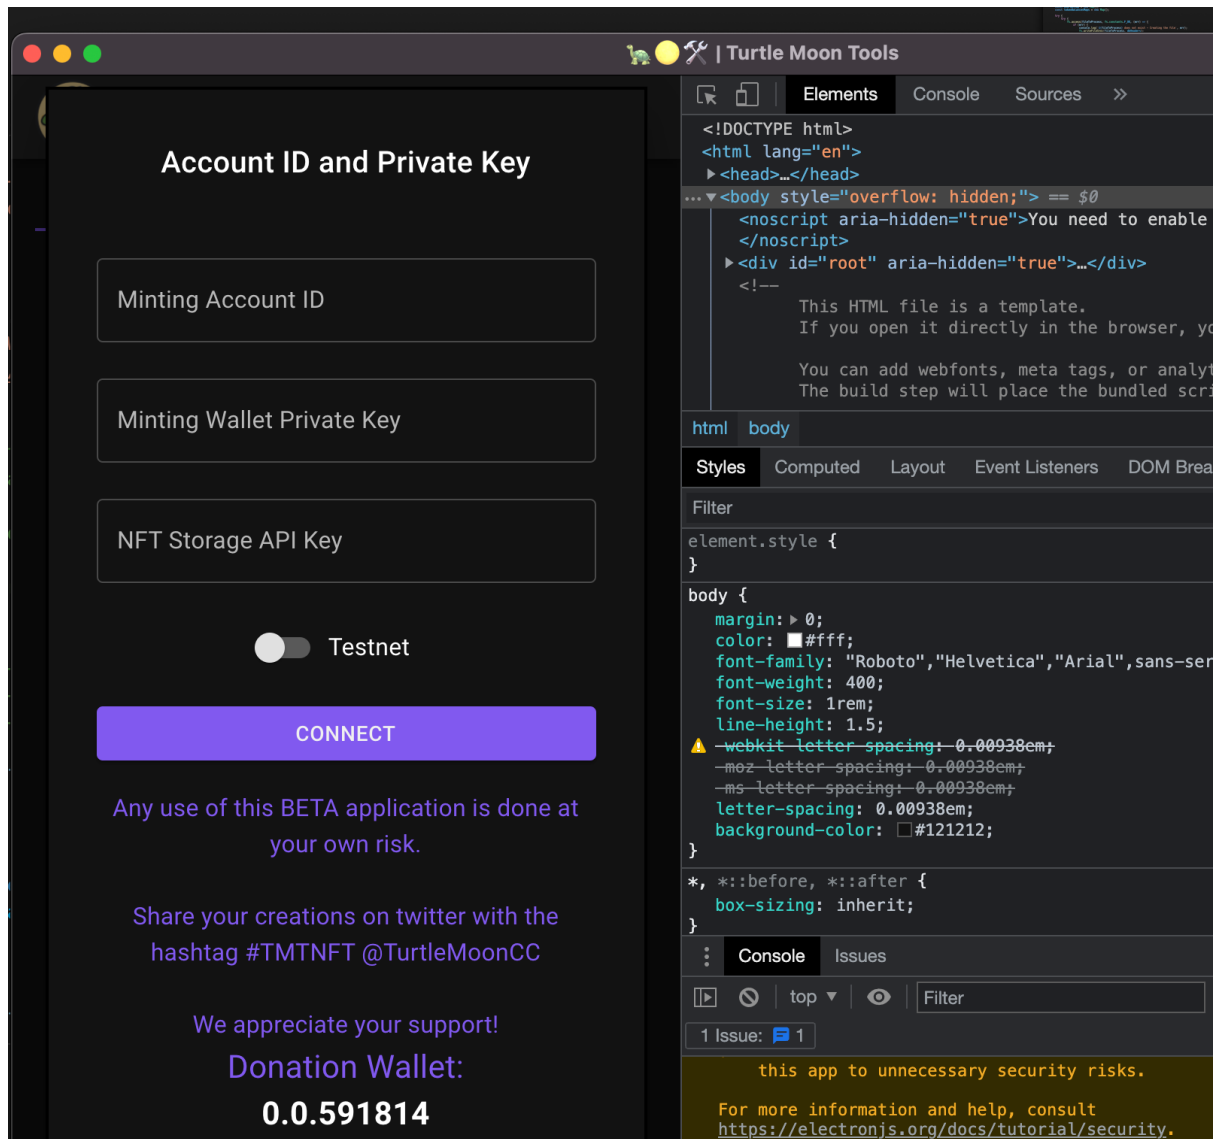 | Turtle Moon Tools
Account ID and Private Key
Minting Account ID
Minting Wallet Private Key
NFT Storage API Key
Testnet
CONNECT
Any use of this BETA application is done at
your own risk.
Share your creations on twitter with the
hashtag #TMTNFT @TurtleMoonCC
We appreciate your support!
Donation Wallet:
0.0.591814
Elements Console Sources »
<!DOCTYPE html>
<html lang="en">
<head>…</head>
…<body style="overflow: hidden;"> == $0
<noscript aria-hidden="true">You need to enable
</noscript>
<div id="root" aria-hidden="true">…</div>
<!--
This HTML file is a template.
If you open it directly in the browser, yo
You can add webfonts, meta tags, or analyt
The build step will place the bundled scri
html body
Styles Computed Layout Event Listeners DOM Brea
Filter
element.style {
}
body {
margin: 0;
color: #fff;
font-family: "Roboto","Helvetica","Arial",sans-ser
font-weight: 400;
font-size: 1rem;
line-height: 1.5;
-webkit-letter-spacing: 0.00938em;
-moz-letter-spacing: 0.00938em;
-ms-letter-spacing: 0.00938em;
letter-spacing: 0.00938em;
background-color: #121212;
}
*, *::before, *::after {
box-sizing: inherit;
}
Console Issues
top Filter
1 Issue: 1
this app to unnecessary security risks.
For more information and help, consult
https://electronjs.org/docs/tutorial/security.